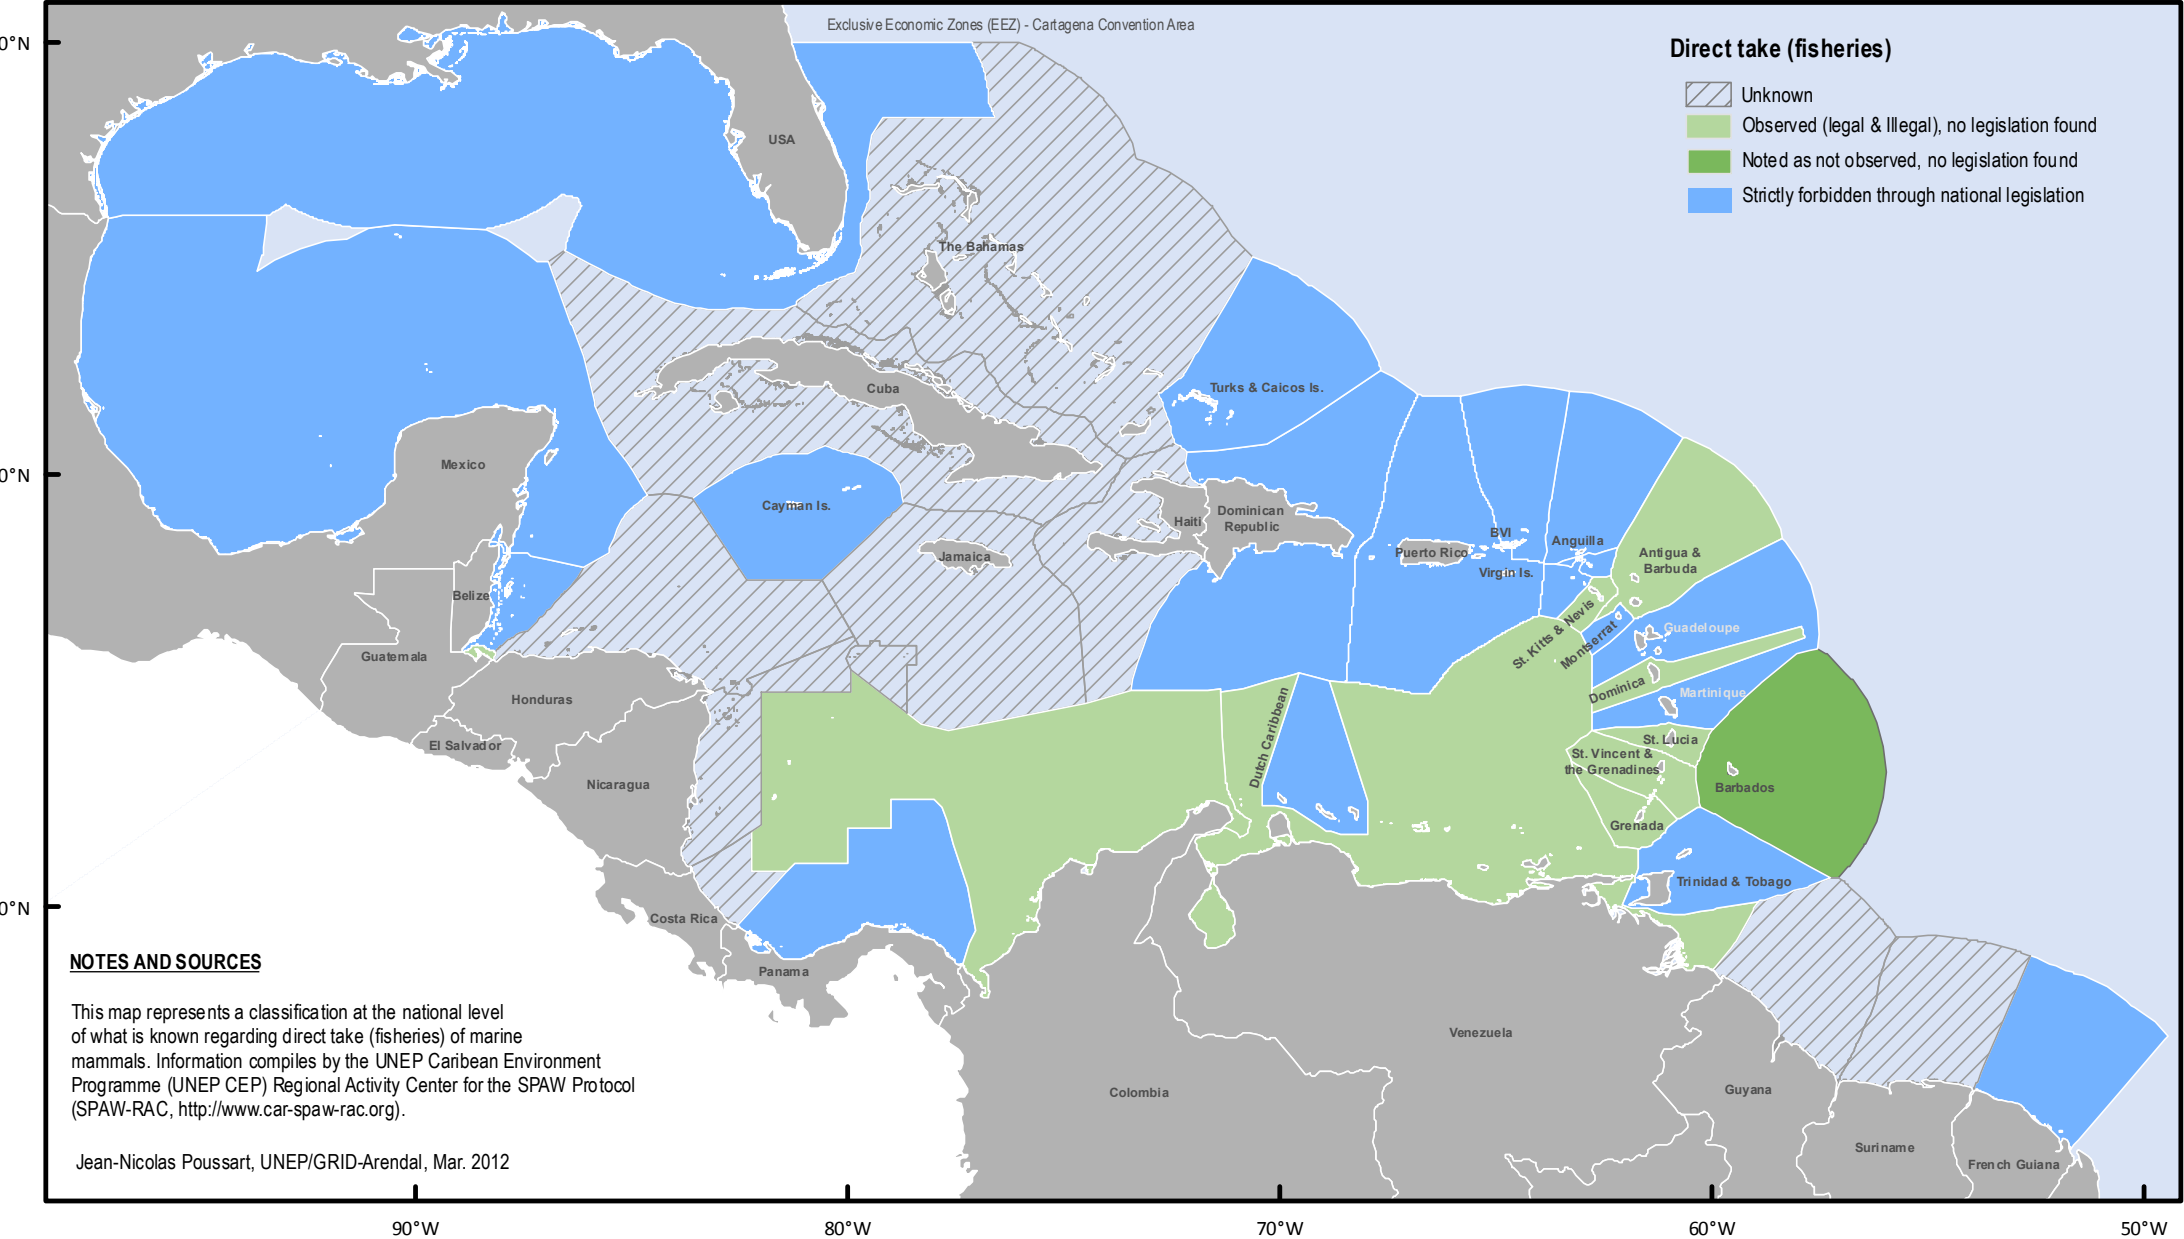 Exclusive Economic Zones (EEZ) - Cartagena Convention Area
Direct take (fisheries)
Unknown
Observed (legal & Illegal), no legislation found
Noted as not observed, no legislation found
Strictly forbidden through national legislation
0°N
USA
The Bahamas
Turks & Caicos Is.
Cuba
Mexico
0°N
Cayman Is.
Haiti
Dominican
Republic
Jamaica
Puerto Rico
BVI
Virgin Is.
Anguilla
Antigua &
Barbuda
Belize
St. Kitts & Nevis
Montserrat
Guadeloupe
Guatemala
Dominica
Martinique
Honduras
Dutch Caribbean
El Salvador
St. Lucia
St. Vincent &
the Grenadines
Nicaragua
Barbados
Grenada
Trinidad & Tobago
0°N
Costa Rica
Panama
Venezuela
Colombia
Guyana
Suriname
French Guiana
NOTES AND SOURCES
This map represents a classification at the national level
of what is known regarding direct take (fisheries) of marine
mammals. Information compiles by the UNEP Caribean Environment
Programme (UNEP CEP) Regional Activity Center for the SPAW Protocol
(SPAW-RAC, http://www.car-spaw-rac.org).
Jean-Nicolas Poussart, UNEP/GRID-Arendal, Mar. 2012
90°W
80°W
70°W
60°W
50°W